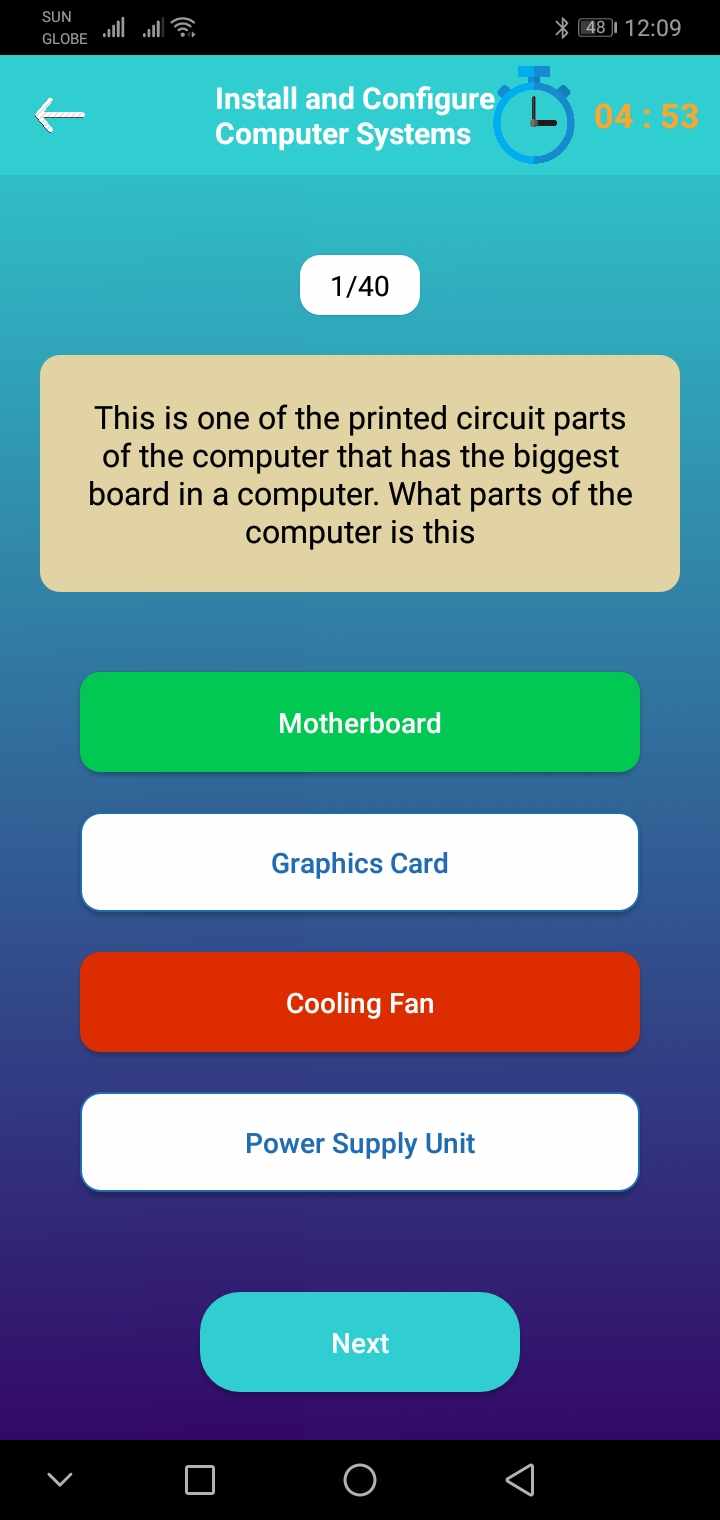 SUN
GLOBE
48
12:09
Install and Configure
Computer Systems
04 : 53
1/40
This is one of the printed circuit parts
of the computer that has the biggest
board in a computer. What parts of the
computer is this
Motherboard
Graphics Card
Cooling Fan
Power Supply Unit
Next